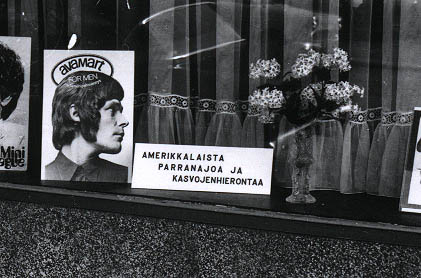 avamart
FOR MEN
Mini
AMERIKKALAISTA
PARRANAJOA JA
KASVOJENHIERONTAA